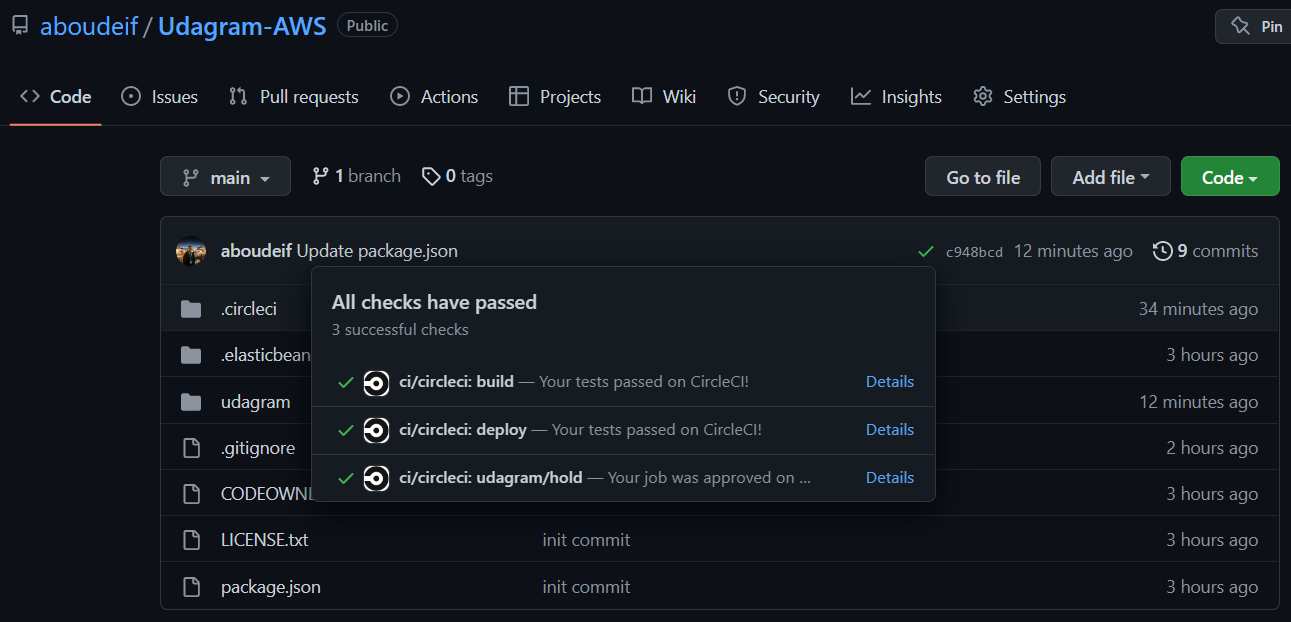 aboudeif / Udagram-AWS Public Pin
Code Issues Pull requests Actions Projects Wiki Security Insights Settings
main 1 branch 0 tags Go to file Add file Code
aboudeif Update package.json c948bcd 12 minutes ago 9 commits
All checks have passed
3 successful checks
.circleci 34 minutes ago
.elasticbean 3 hours ago
ci/circleci: build — Your tests passed on CircleCI! Details
udagram 12 minutes ago
ci/circleci: deploy — Your tests passed on CircleCI! Details
.gitignore 2 hours ago
ci/circleci: udagram/hold — Your job was approved on ... Details
CODEOWN 3 hours ago
LICENSE.txt init commit 3 hours ago
package.json init commit 3 hours ago